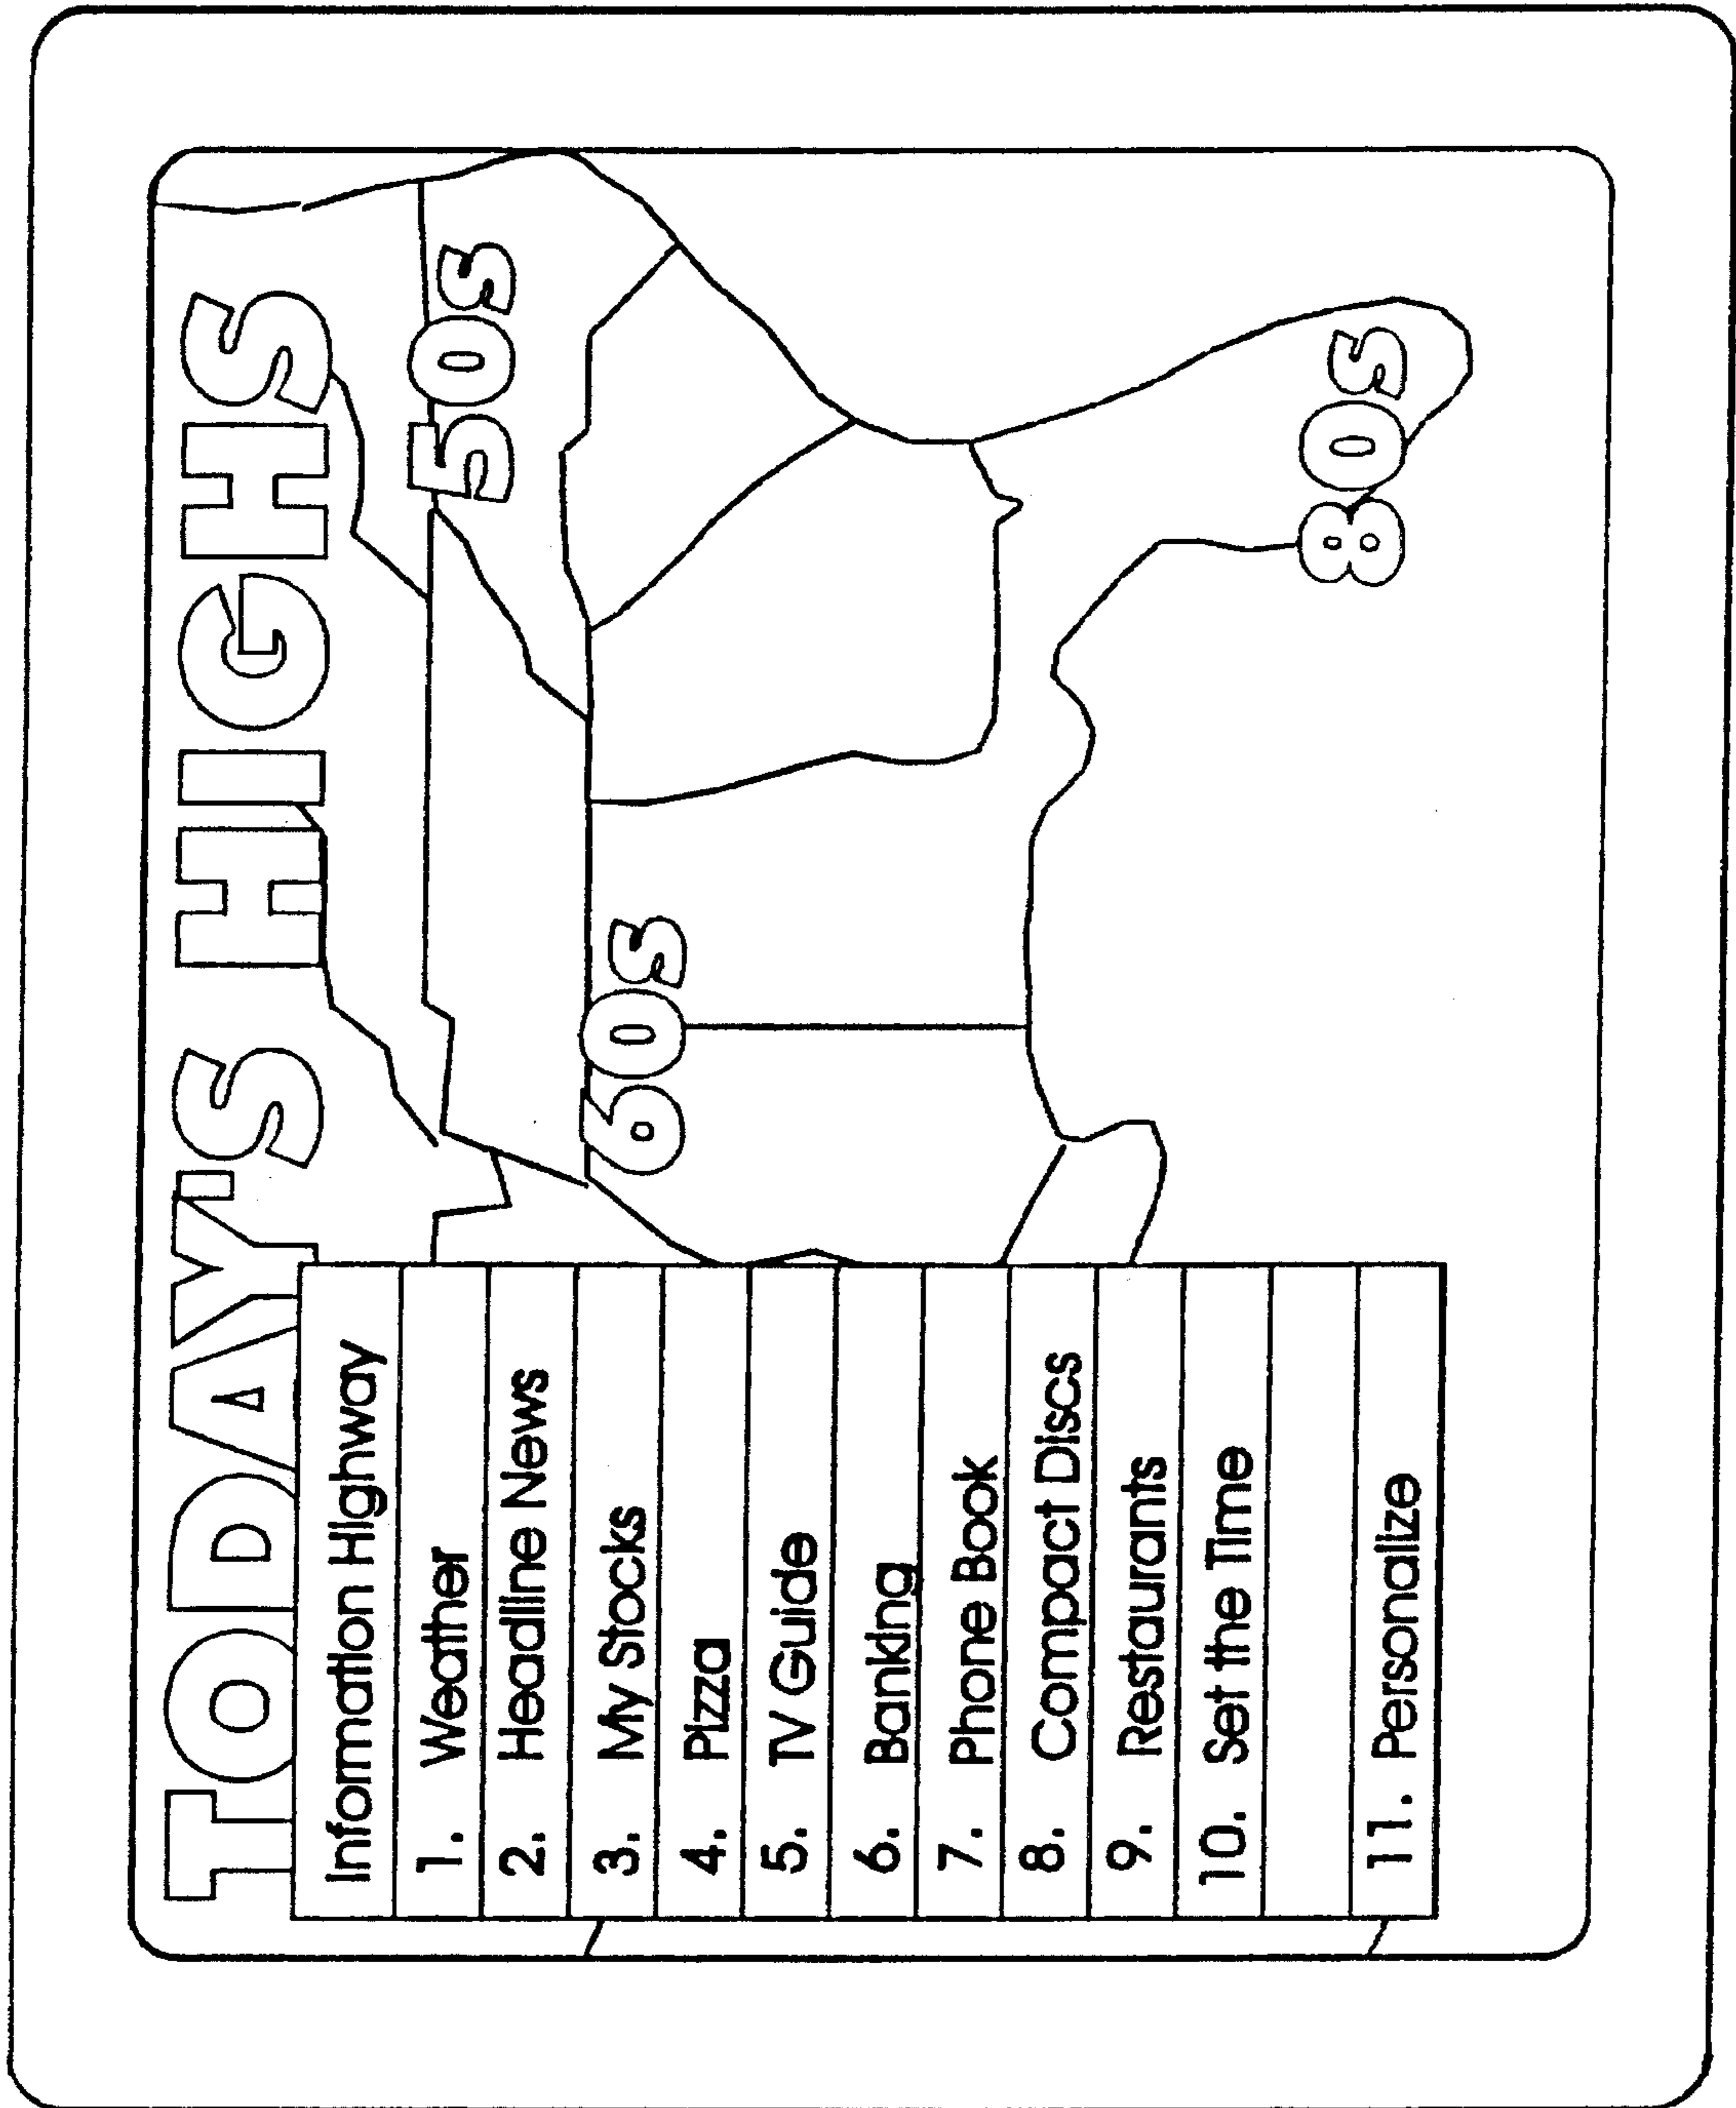 TODAY'S HIGHS
Information Highway
1. Weather
2. Headline News
3. My Stocks
4. Pizza
5. TV Guide
6. Banking
7. Phone Book
8. Compact Discs
9. Restaurants
10. Set the Time
11. Personalize
50s
60s
80s